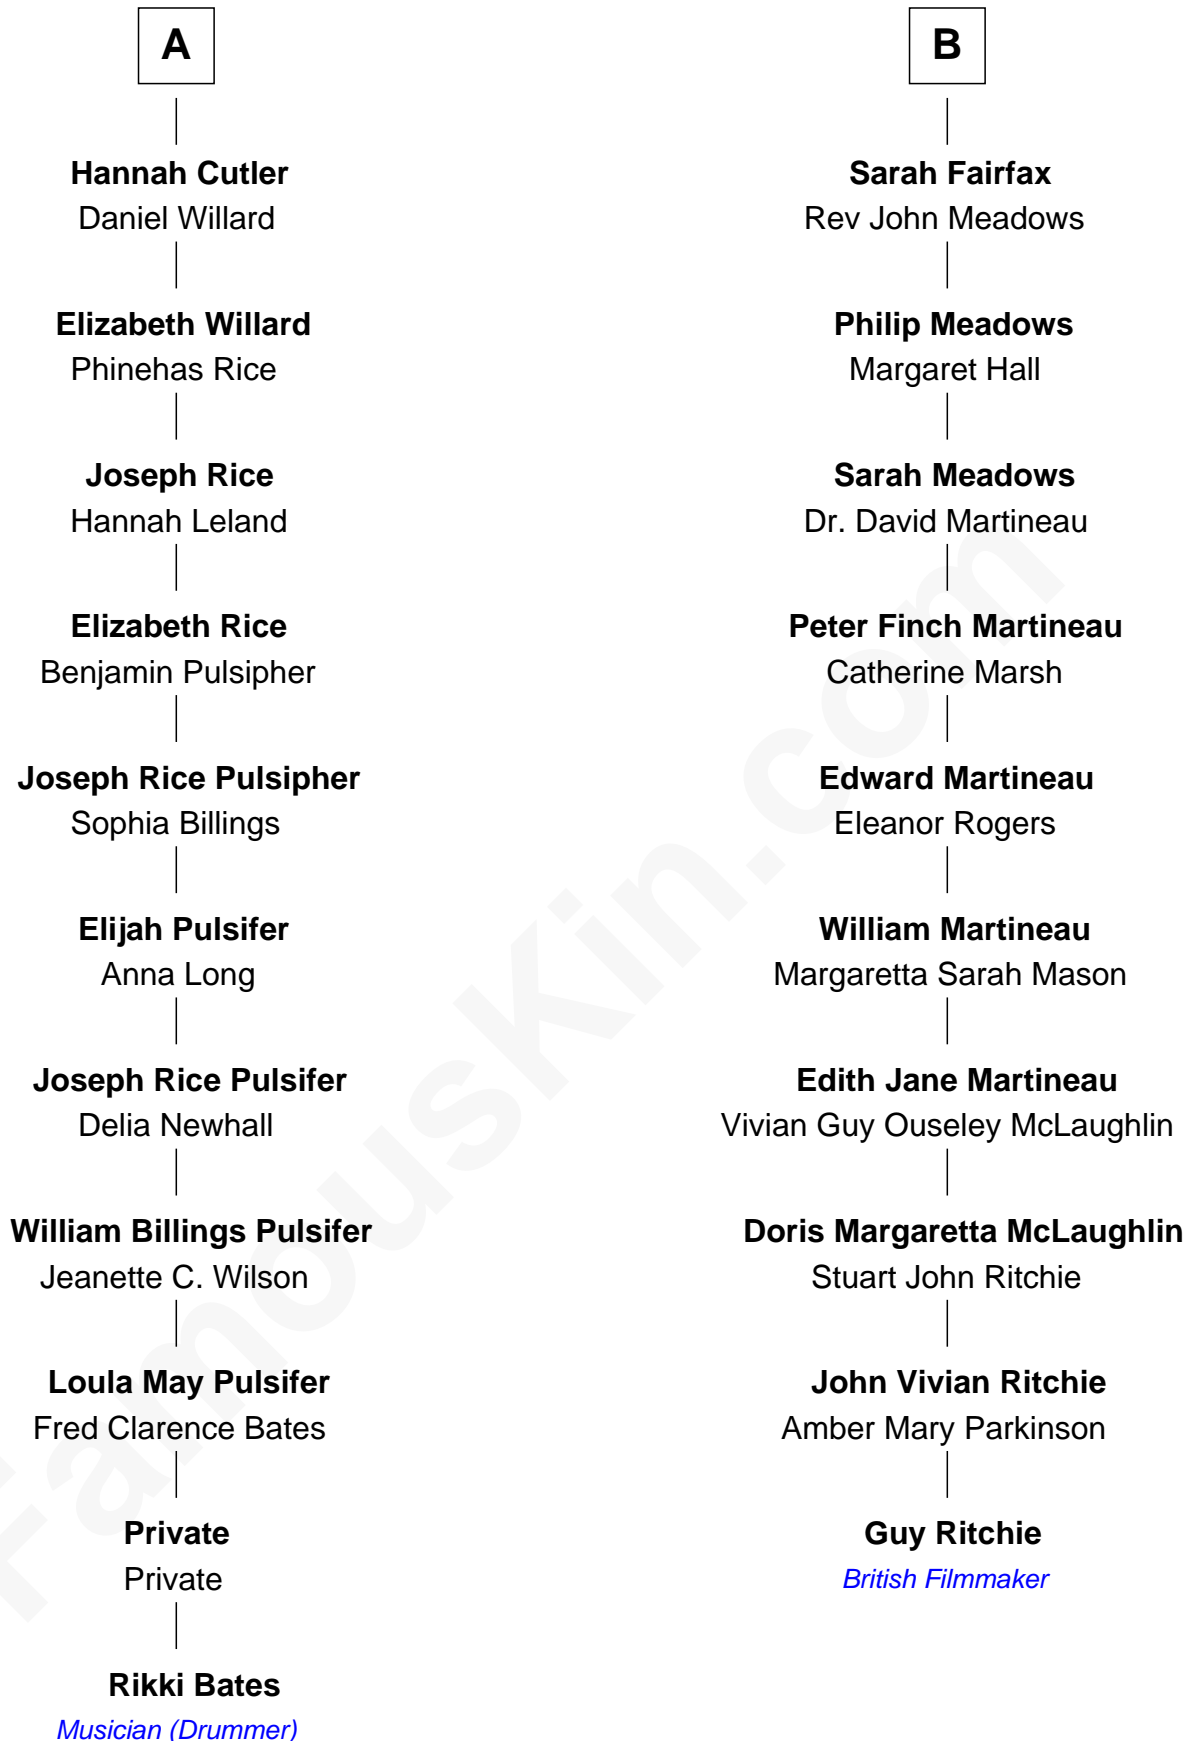 A
Hannah Cutler
Daniel Willard
Elizabeth Willard
Phinehas Rice
Joseph Rice
Hannah Leland
Elizabeth Rice
Benjamin Pulsipher
Joseph Rice Pulsipher
Sophia Billings
Elijah Pulsifer
Anna Long
Joseph Rice Pulsifer
Delia Newhall
William Billings Pulsifer
Jeanette C. Wilson
Loula May Pulsifer
Fred Clarence Bates
Private
Private
Rikki Bates
Musician (Drummer)
B
Sarah Fairfax
Rev John Meadows
Philip Meadows
Margaret Hall
Sarah Meadows
Dr. David Martineau
Peter Finch Martineau
Catherine Marsh
Edward Martineau
Eleanor Rogers
William Martineau
Margaretta Sarah Mason
Edith Jane Martineau
Vivian Guy Ouseley McLaughlin
Doris Margaretta McLaughlin
Stuart John Ritchie
John Vivian Ritchie
Amber Mary Parkinson
Guy Ritchie
British Filmmaker
FamousKin.com